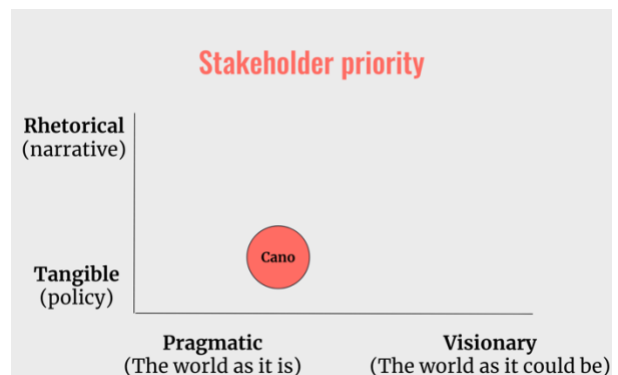 Stakeholder priority
Rhetorical
(narrative)
Cano
Tangible
(policy)
Pragmatic
(The world as it is)
Visionary
(The world as it could be)